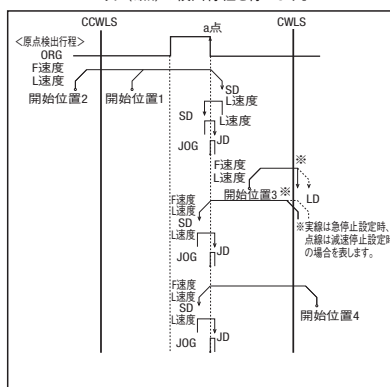 CCWLS
CWLS
a点
<原点検出行程>
ORG
F速度
L速度
開始位置2
開始位置1
SD
L速度
SD
L速度
JOG
JD
F速度
L速度
※
開始位置3
※
LD
F速度
L速度
SD
※実線は急停止設定時、
点線は減速停止設定時
の場合を表します。
L速度
JD
JOG
F速度
L速度
SD
開始位置4
L速度
JD
JOG